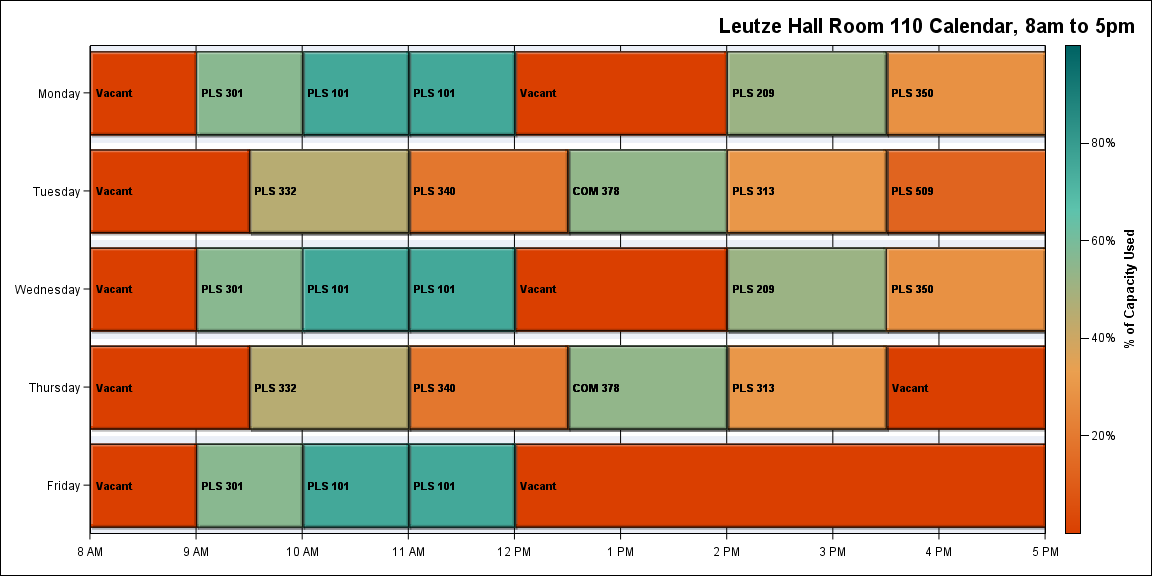 Leutze Hall Room 110 Calendar, 8am to 5pm
Monday
Vacant
PLS 301
PLS 101
PLS 101
Vacant
PLS 209
PLS 350
Tuesday
Vacant
PLS 332
PLS 340
COM 378
PLS 313
PLS 509
Wednesday
Vacant
PLS 301
PLS 101
PLS 101
Vacant
PLS 209
PLS 350
Thursday
Vacant
PLS 332
PLS 340
COM 378
PLS 313
Vacant
Friday
Vacant
PLS 301
PLS 101
PLS 101
Vacant
8 AM
9 AM
10 AM
11 AM
12 PM
1 PM
2 PM
3 PM
4 PM
5 PM
80%
60%
40%
20%
% of Capacity Used